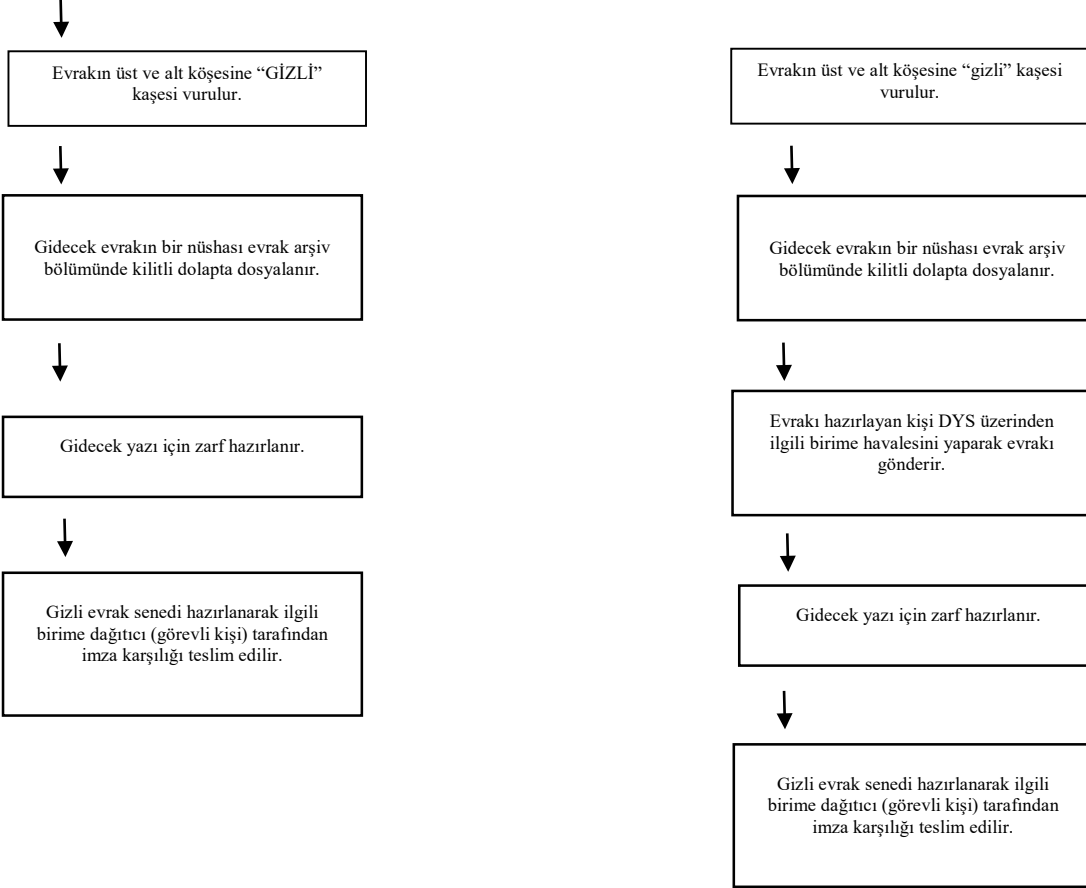 Evrakın üst ve alt köşesine “GİZLİ”
kaşesi vurulur.
Gidecek evrakın bir nüshası evrak arşiv
bölümünde kilitli dolapta dosyalanır.
Gidecek yazı için zarf hazırlanır.
Gizli evrak senedi hazırlanarak ilgili
birime dağıtıcı (görevli kişi) tarafından
imza karşılığı teslim edilir.
Evrakın üst ve alt köşesine “gizli” kaşesi
vurulur.
Gidecek evrakın bir nüshası evrak arşiv
bölümünde kilitli dolapta dosyalanır.
Evrakı hazırlayan kişi DYS üzerinden
ilgili birime havalesini yaparak evrakı
gönderir.
Gidecek yazı için zarf hazırlanır.
Gizli evrak senedi hazırlanarak ilgili
birime dağıtıcı (görevli kişi) tarafından
imza karşılığı teslim edilir.